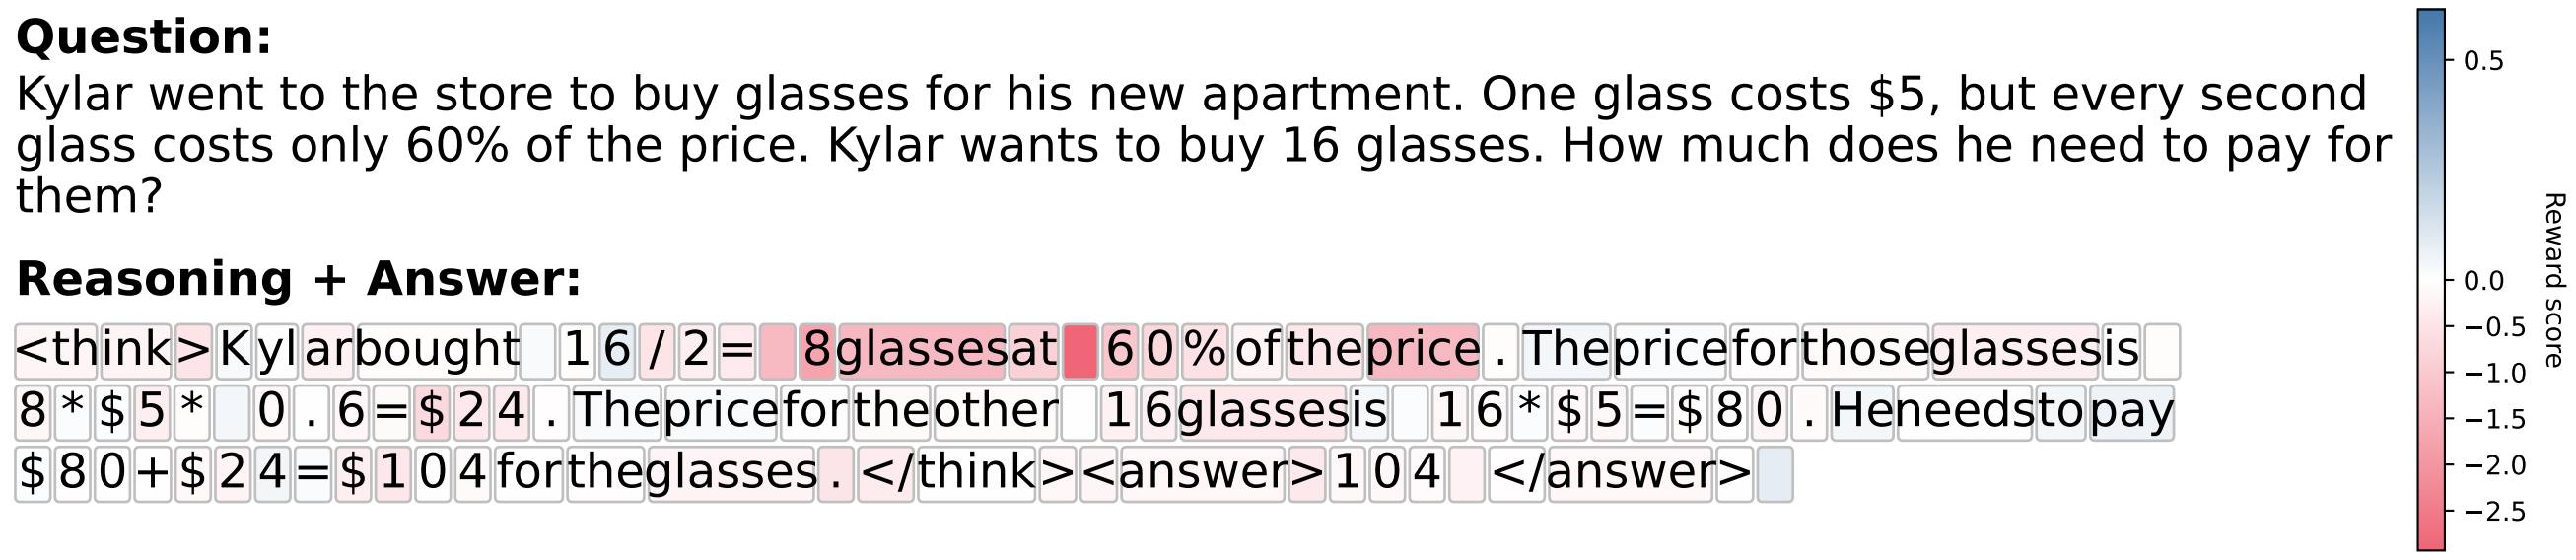 Question:
Kylar went to the store to buy glasses for his new apartment. One glass costs $5, but every second
glass costs only 60% of the price. Kylar wants to buy 16 glasses. How much does he need to pay for
them?
Reasoning + Answer:
<think> Kylar bought 16/2= 8 glasses at 60% of the price. The price for those glasses is
8*$5* 0.6=$24. The price for the other 16 glasses is 16*$5=$80. He needs to pay
$80+$24=$104 for the glasses. </think><answer>104 </answer>
0.5
0.0
−0.5
−1.0
−1.5
−2.0
−2.5
Reward score